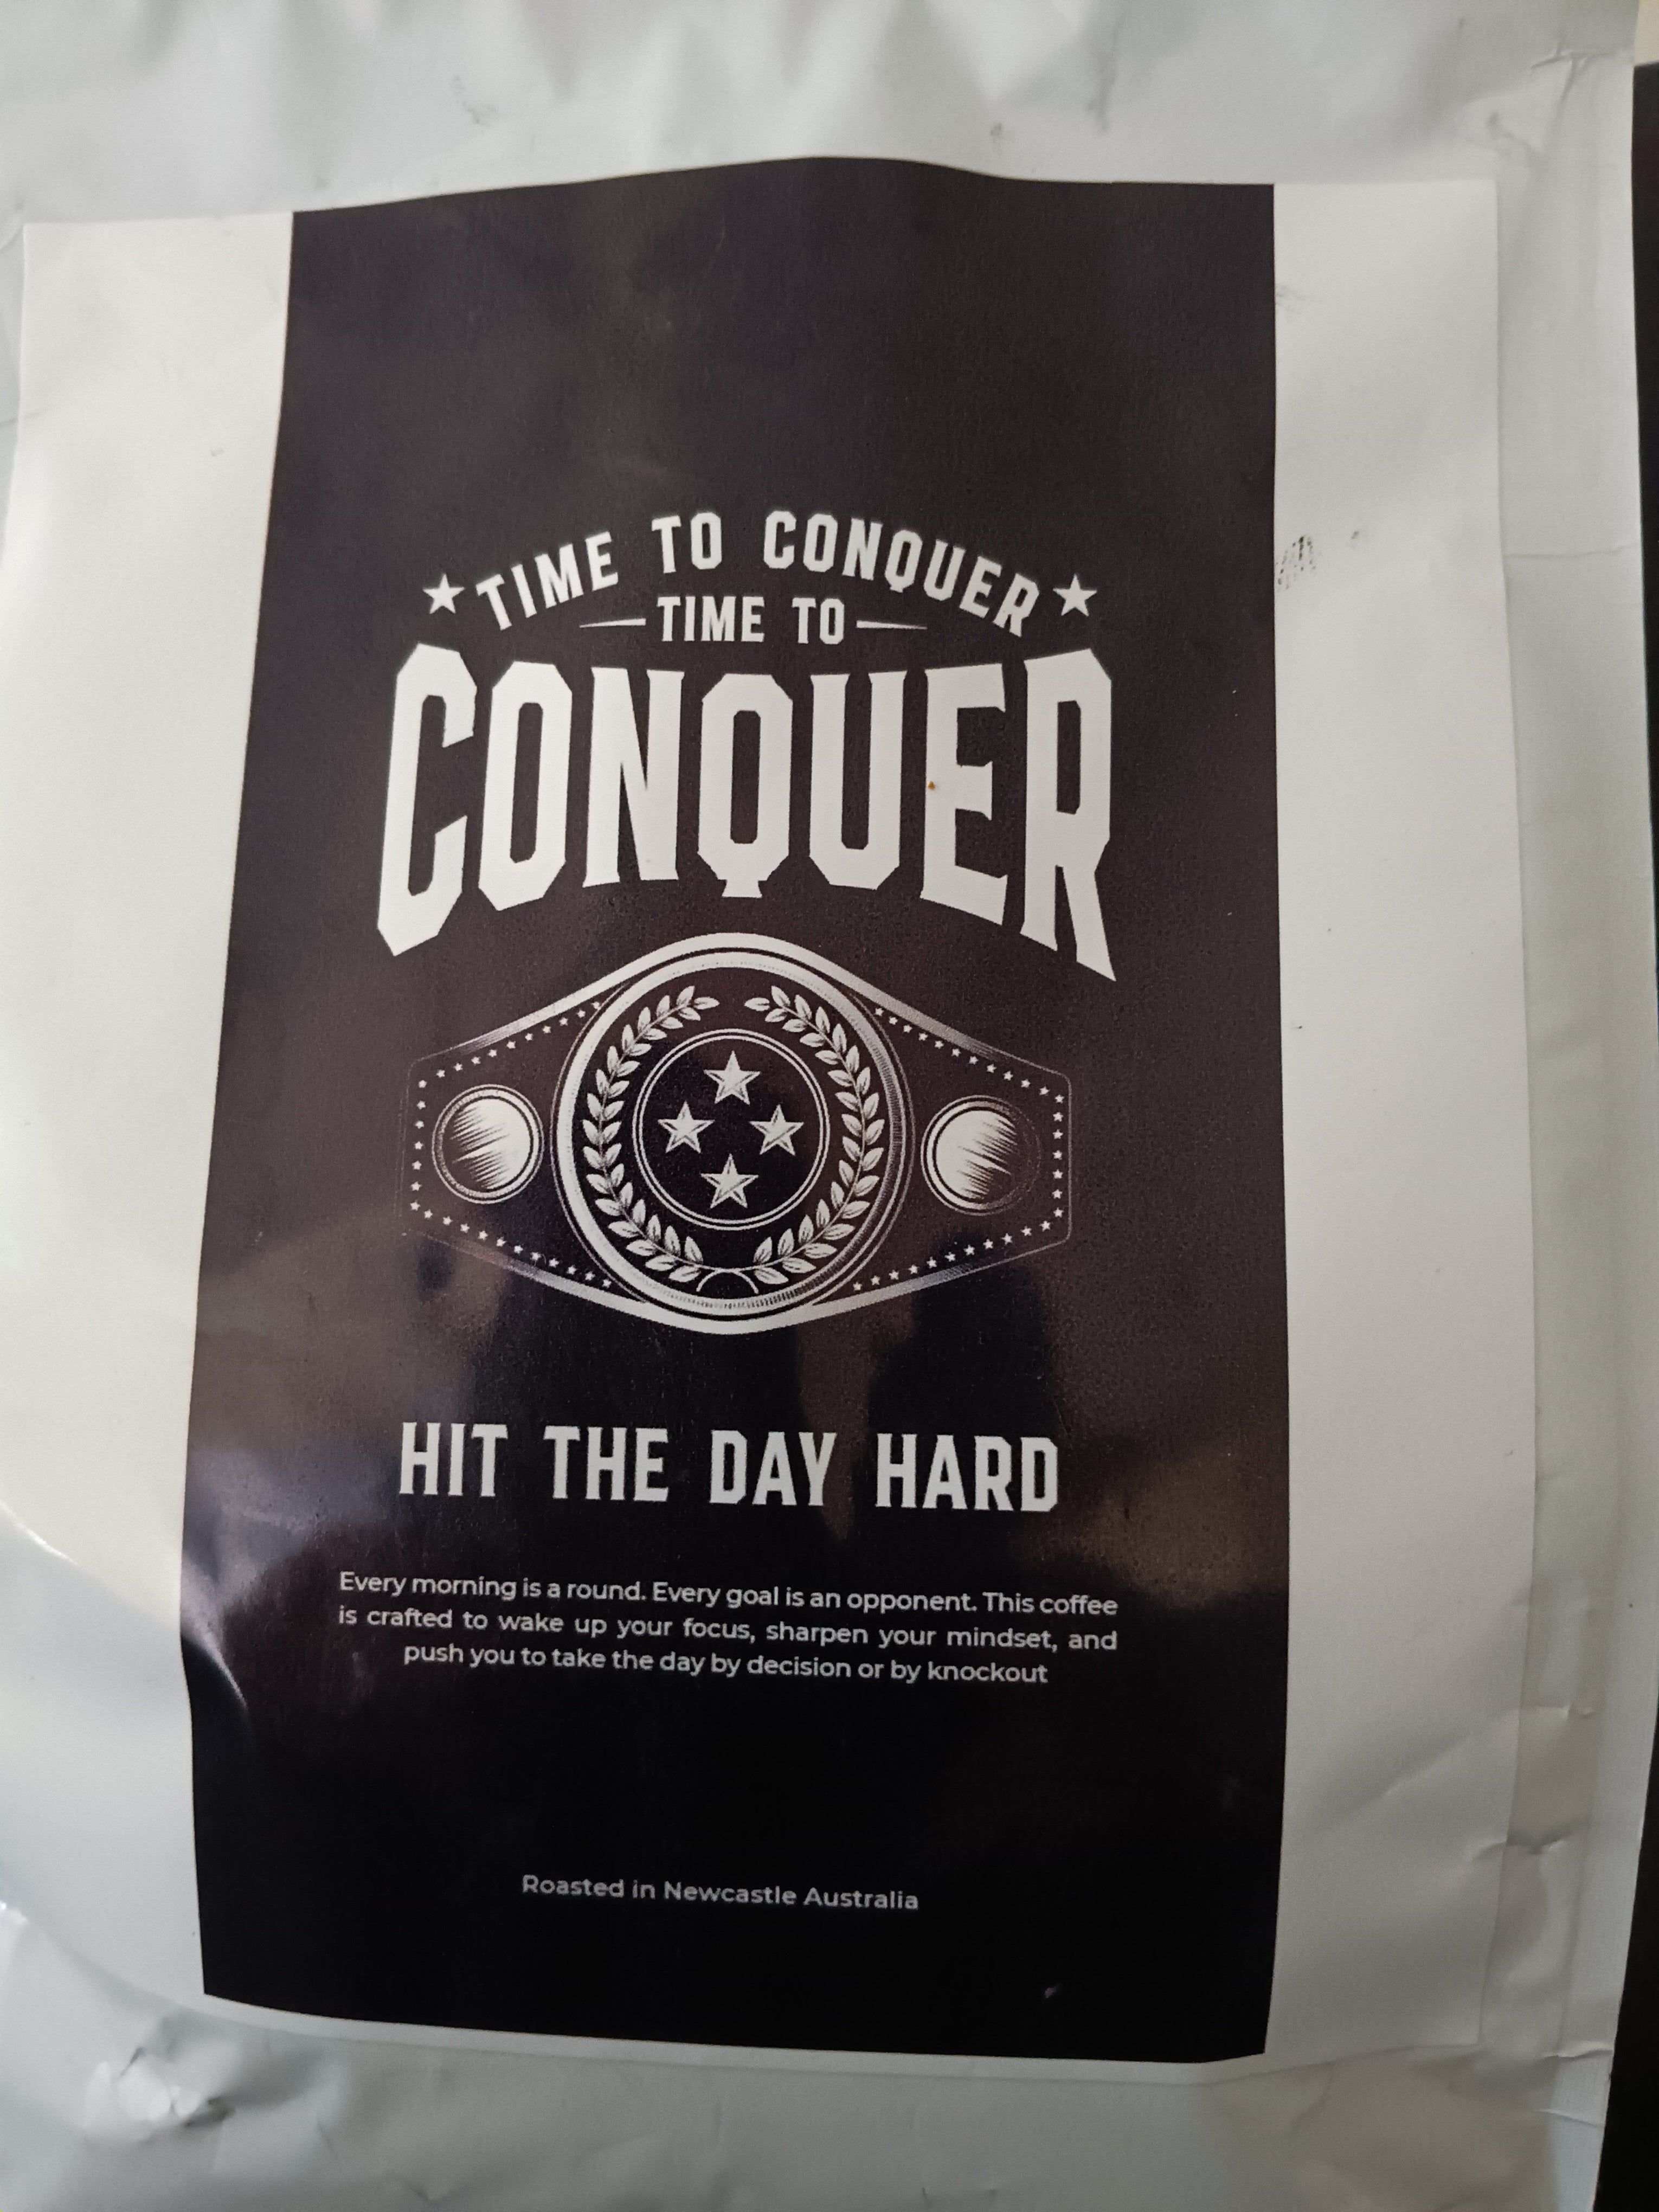 TIME TO CONQUER
TIME TO
CONQUER
HIT THE DAY HARD
Every morning is a round. Every goal is an opponent. This coffee
is crafted to wake up your focus, sharpen your mindset, and
push you to take the day by decision or by knockout
Roasted in Newcastle Australia